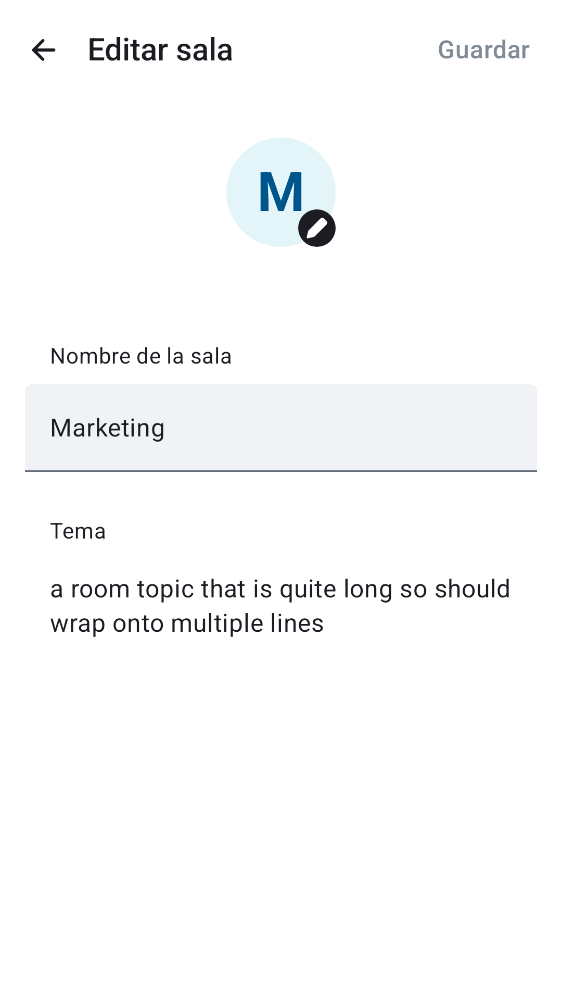 Editar sala
Guardar
M
Nombre de la sala
Marketing
Tema
a room topic that is quite long so should
wrap onto multiple lines